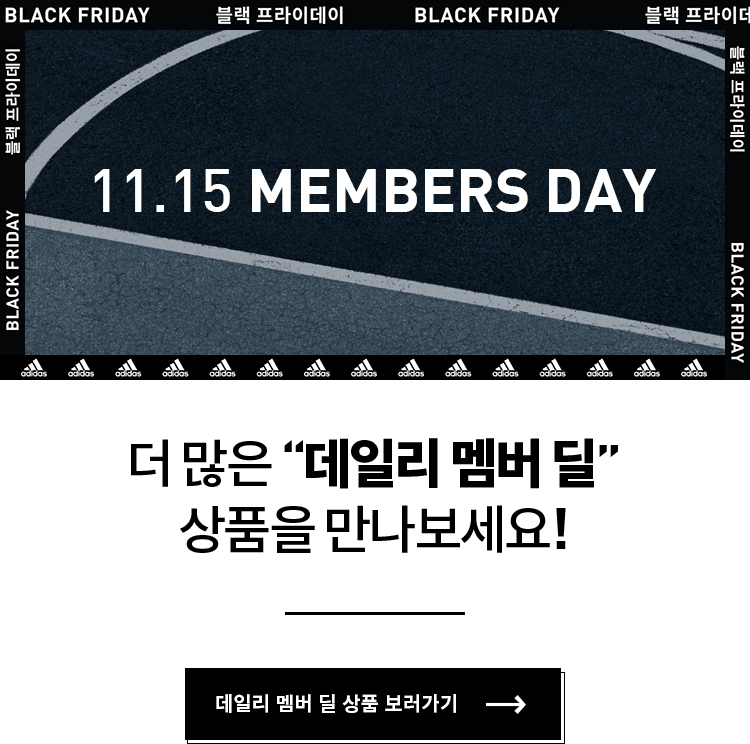 BLACK FRIDAY 블랙 프라이데이 BLACK FRIDAY 블랙 프라이데
블랙 프라이데이
BLACK FRIDAY
11.15 MEMBERS DAY
블랙 프라이데이
BLACK FRIDAY
adidas adidas adidas adidas adidas adidas adidas adidas adidas adidas adidas adidas adidas adidas adidas
더 많은 “데일리 멤버 딜”
상품을 만나보세요!
데일리 멤버 딜 상품 보러가기